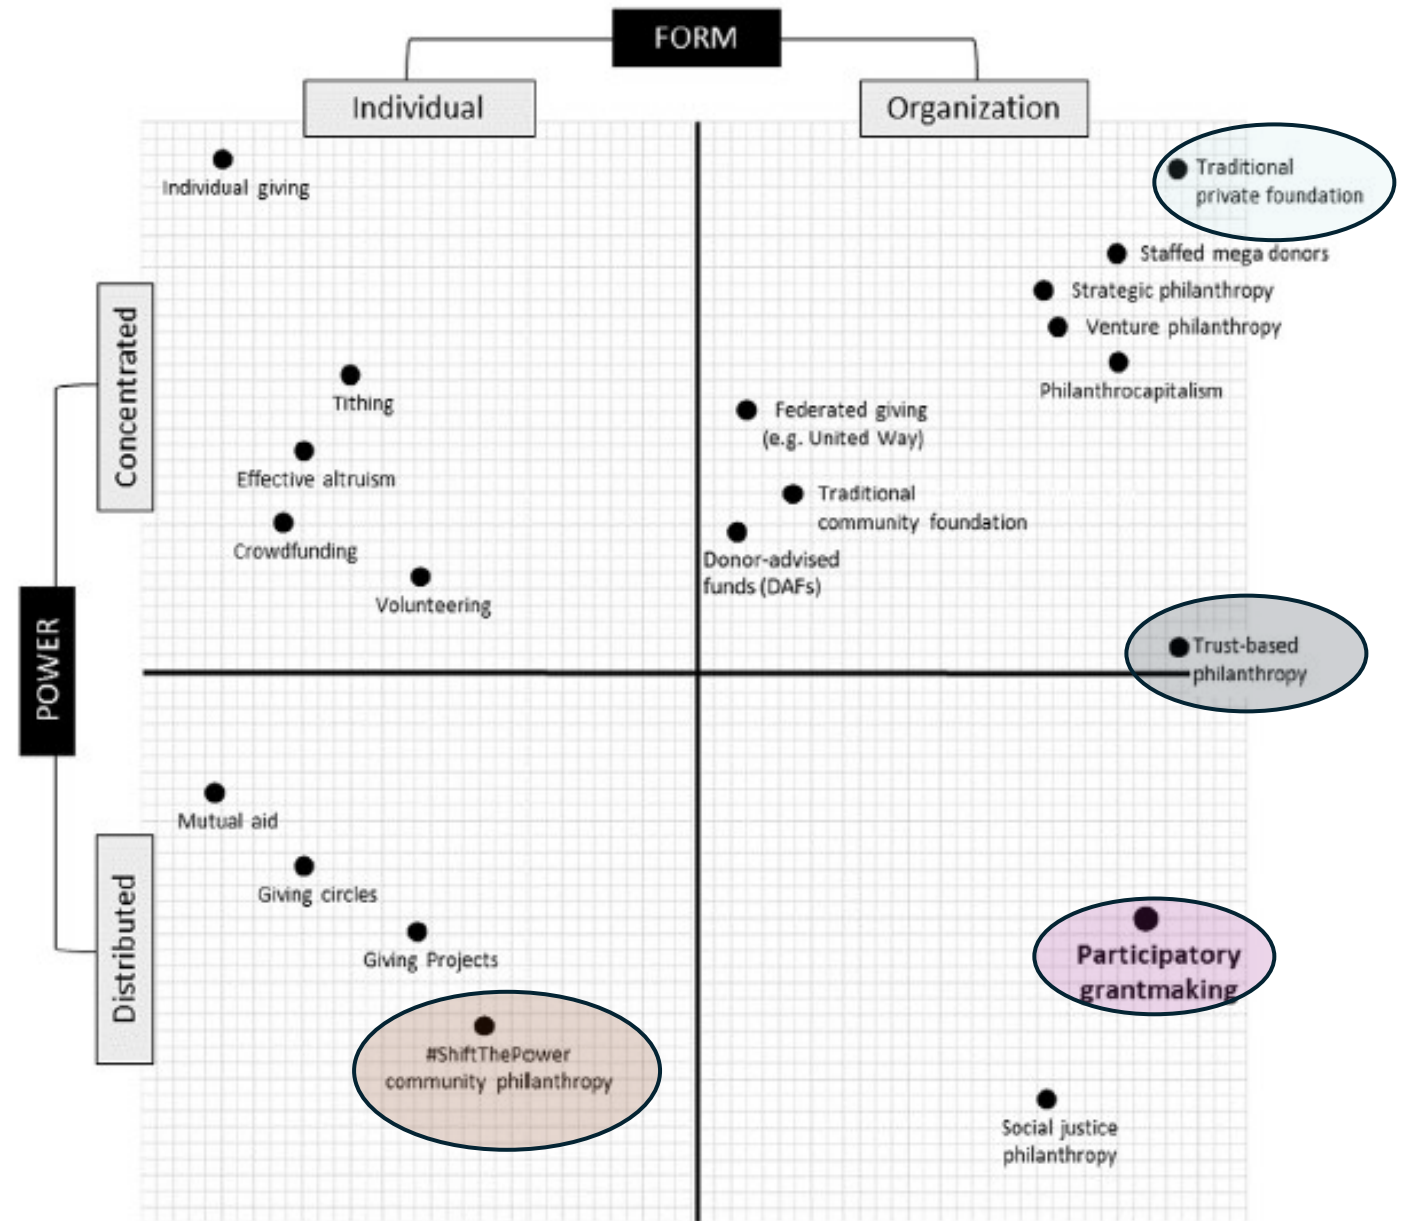 FORM
Individual
Organization
Individual giving
Traditional
private foundation
Staffed mega donors
Strategic philanthropy
Venture philanthropy
Philanthrocapitalism
Concentrated
Tithing
Federated giving
(e.g. United Way)
Effective altruism
Traditional
community foundation
Crowdfunding
Donor-advised
funds (DAFs)
Volunteering
POWER
Trust-based
philanthropy
Mutual aid
Giving circles
Distributed
Giving Projects
Participatory
grantmaking
#ShiftThePower
community philanthropy
Social justice
philanthropy